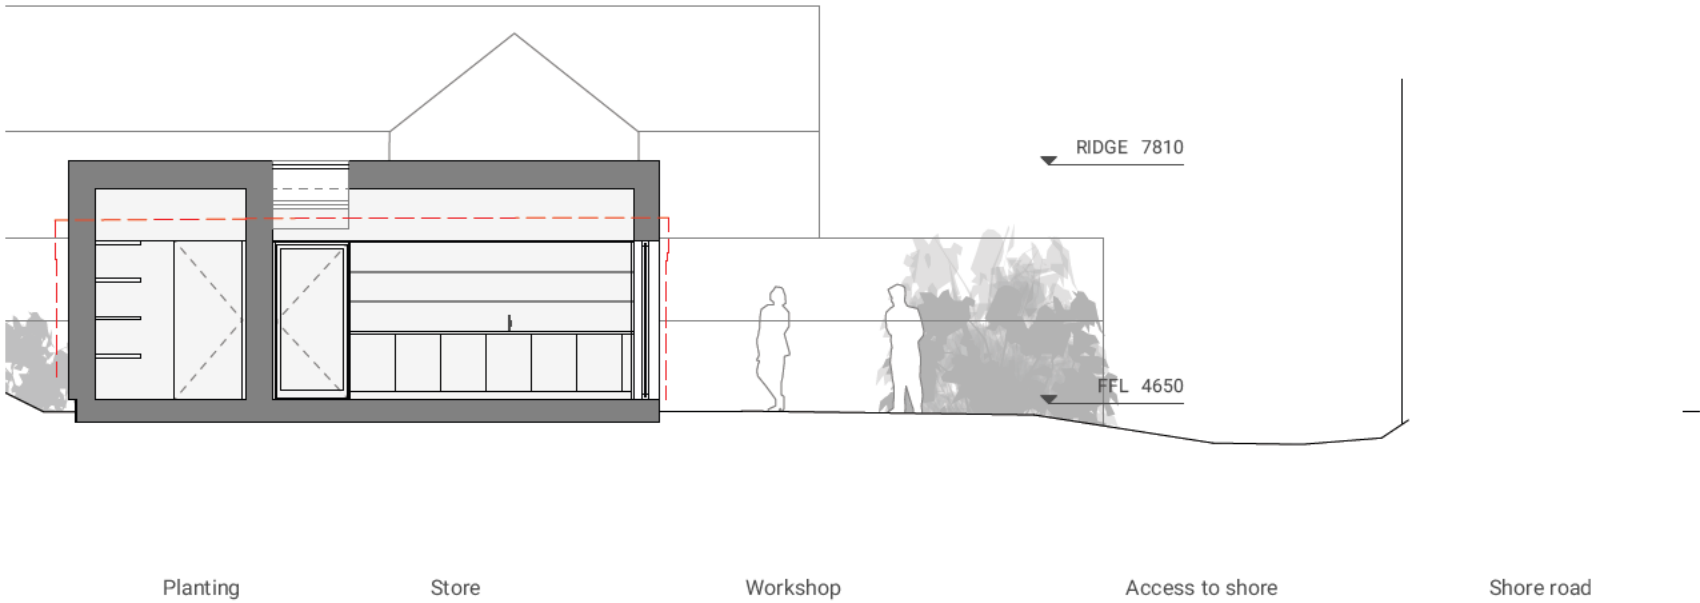 RIDGE 7810
FFL 4650
Planting Store Workshop Access to shore Shore road